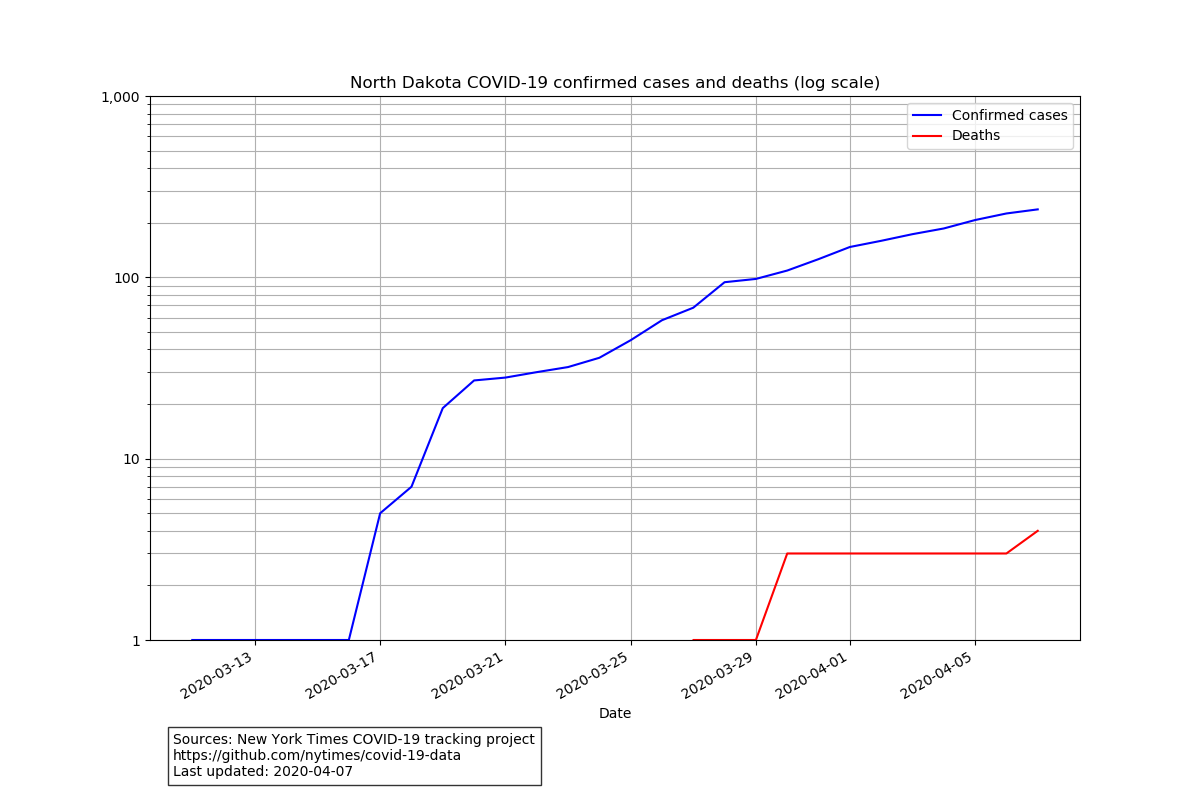 North Dakota COVID-19 confirmed cases and deaths (log scale)
1,000
100
10
1
Confirmed cases
Deaths
2020-03-13
2020-03-17
2020-03-21
2020-03-25
2020-03-29
2020-04-01
2020-04-05
Date
Sources: New York Times COVID-19 tracking project
https://github.com/nytimes/covid-19-data
Last updated: 2020-04-07